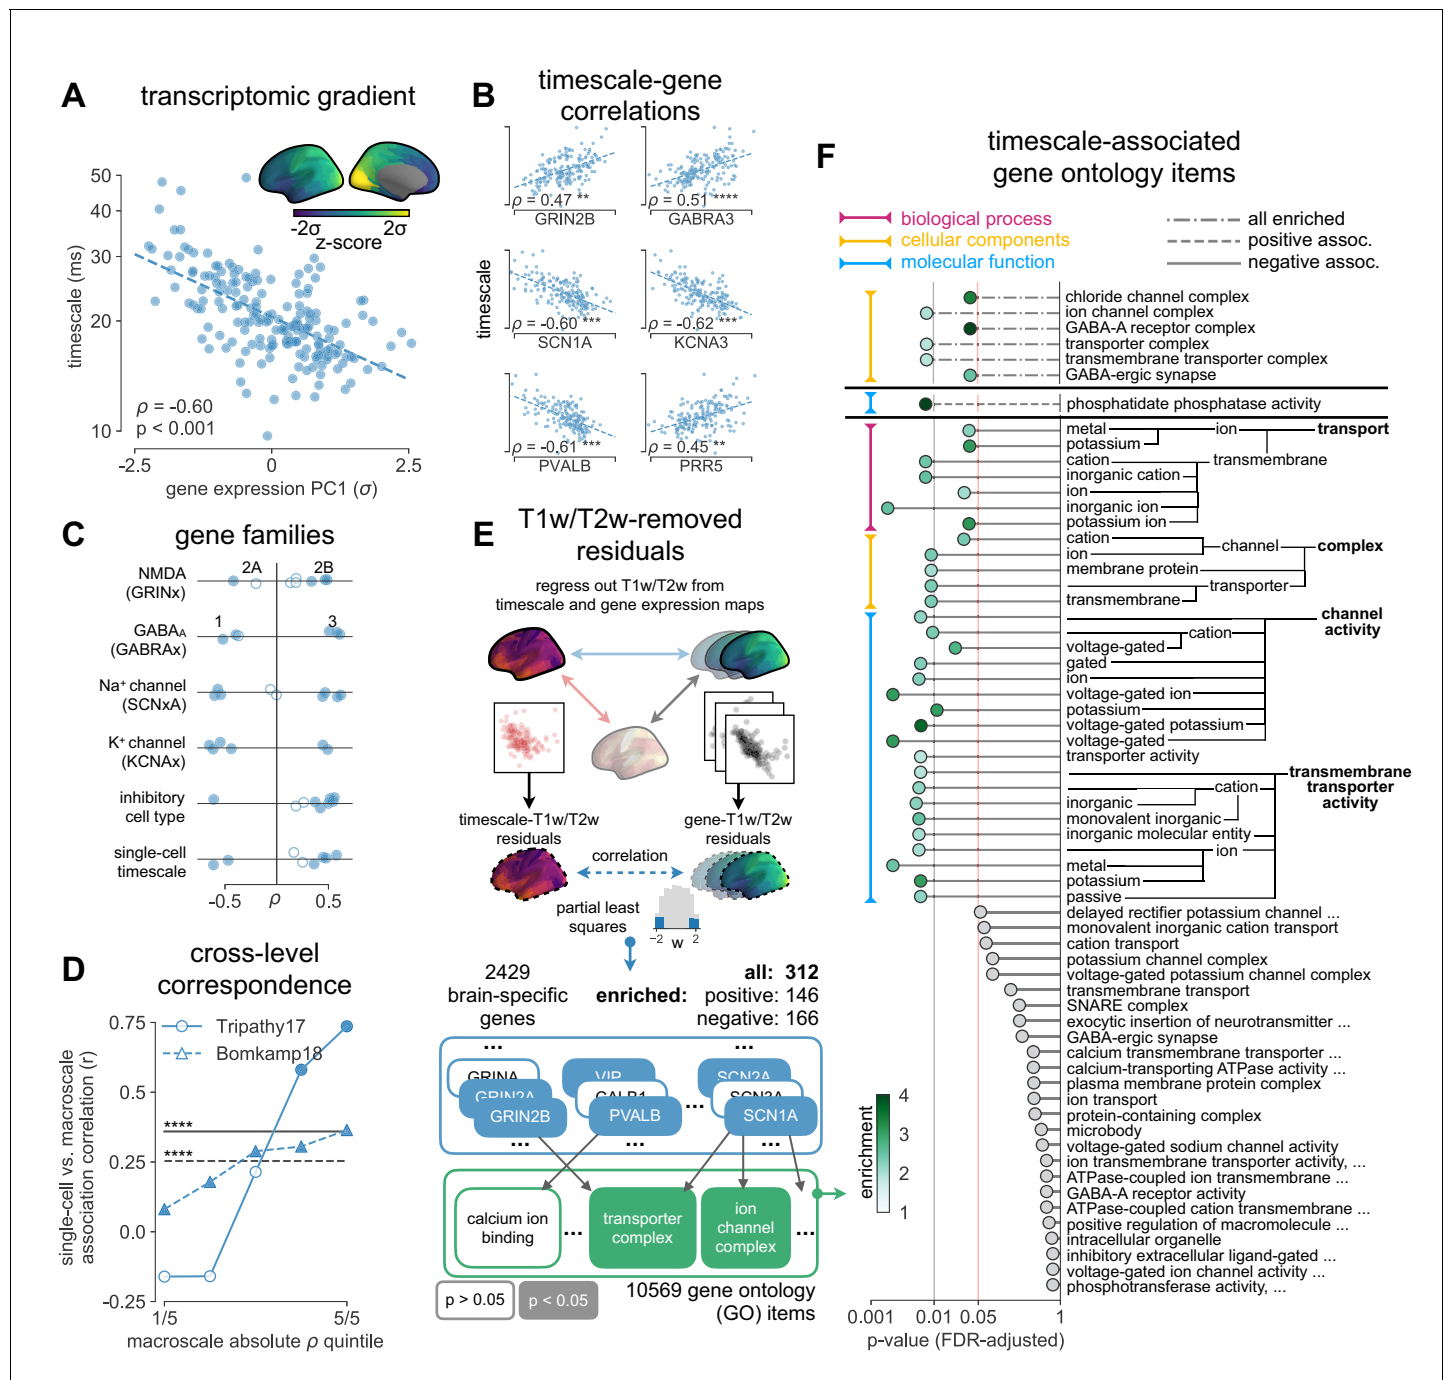 A
transcriptomic gradient
50
40
30
20
10
timescale (ms)
-2σ
2σ
z-score
ρ = -0.60
p < 0.001
-2.5
0
2.5
gene expression PC1 (σ)
B
timescale-gene
correlations
timescale
ρ = 0.47 **
GRIN2B
ρ = 0.51 ****
GABRA3
ρ = -0.60 ***
SCN1A
ρ = -0.62 ***
KCNA3
ρ = -0.61 ***
PVALB
ρ = 0.45 **
PRR5
C
gene families
NMDA
(GRINx)
2A
2B
GABAA
(GABRAx)
1
3
Na+ channel
(SCNxA)
K+ channel
(KCNAx)
inhibitory
cell type
single-cell
timescale
-0.5
ρ
0.5
D
cross-level
correspondence
0.75
0.5
0.25
0.0
-0.25
single-cell vs. macroscale
association correlation (r)
Tripathy17
Bomkamp18
****
****
1/5
5/5
macroscale absolute ρ quintile
E
T1w/T2w-removed
residuals
regress out T1w/T2w from
timescale and gene expression maps
timescale-T1w/T2w
residuals
gene-T1w/T2w
residuals
correlation
partial least
squares
−2
2
w
2429
brain-specific
genes
all: 312
enriched:
positive: 146
negative: 166
...
...
GRINA
GRIN2A
GRIN2B
VIP
CALB1
PVALB
...
SCN2A
SCN3A
SCN1A
...
...
...
calcium ion
binding
...
transporter
complex
ion
channel
complex
...
p > 0.05
p < 0.05
10569 gene ontology
(GO) items
F
timescale-associated
gene ontology items
biological process
cellular components
molecular function
all enriched
positive assoc.
negative assoc.
chloride channel complex
ion channel complex
GABA-A receptor complex
transporter complex
transmembrane transporter complex
GABA-ergic synapse
phosphatidate phosphatase activity
metal
ion
transport
potassium
cation
transmembrane
inorganic cation
ion
inorganic ion
potassium ion
cation
channel
complex
ion
membrane protein
transporter
transmembrane
channel
activity
cation
voltage-gated
gated
ion
voltage-gated ion
potassium
voltage-gated potassium
voltage-gated
transporter activity
transmembrane
transporter
activity
cation
inorganic
monovalent inorganic
inorganic molecular entity
ion
metal
potassium
passive
delayed rectifier potassium channel ...
monovalent inorganic cation transport
cation transport
potassium channel complex
voltage-gated potassium channel complex
transmembrane transport
SNARE complex
exocytic insertion of neurotransmitter ...
GABA-ergic synapse
calcium transmembrane transporter ...
calcium-transporting ATPase activity ...
plasma membrane protein complex
ion transport
protein-containing complex
microbody
voltage-gated sodium channel activity
ion transmembrane transporter activity, ...
ATPase-coupled ion transmembrane ...
GABA-A receptor activity
ATPase-coupled cation transmembrane ...
positive regulation of macromolecule ...
intracellular organelle
inhibitory extracellular ligand-gated ...
voltage-gated ion channel activity ...
phosphotransferase activity, ...
enrichment
4
3
2
1
0.001
0.01
0.05
1
p-value (FDR-adjusted)